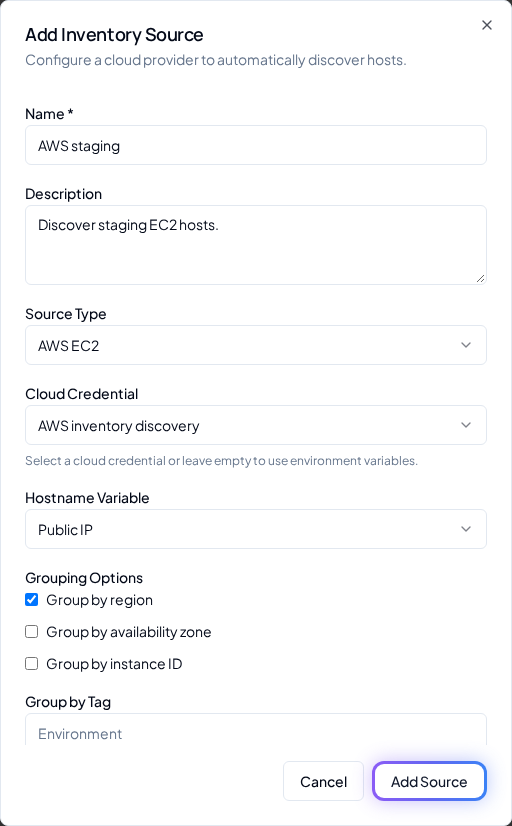 Add Inventory Source
Configure a cloud provider to automatically discover hosts.
Name *
AWS staging
Description
Discover staging EC2 hosts.
Source Type
AWS EC2
Cloud Credential
AWS inventory discovery
Select a cloud credential or leave empty to use environment variables.
Hostname Variable
Public IP
Grouping Options
Group by region
Group by availability zone
Group by instance ID
Group by Tag
Environment
Cancel
Add Source